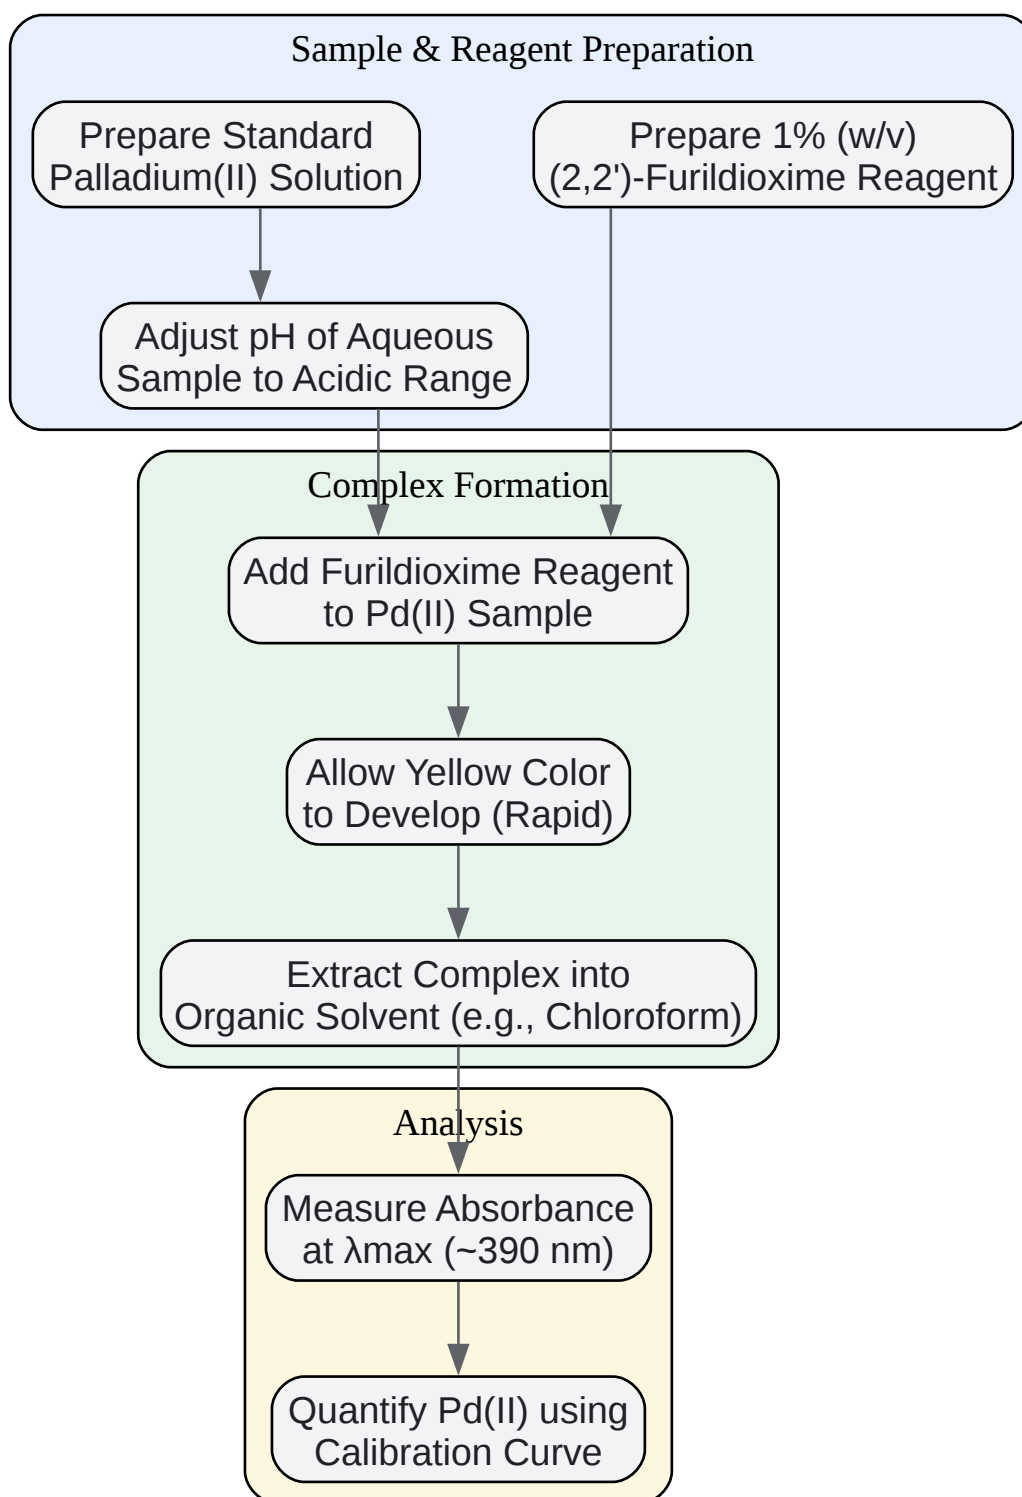 Sample & Reagent Preparation
Prepare Standard
Palladium(II) Solution
Prepare 1% (w/v)
(2,2')-Furildioxime Reagent
Adjust pH of Aqueous
Sample to Acidic Range
Complex Formation
Add Furildioxime Reagent
to Pd(II) Sample
Allow Yellow Color
to Develop (Rapid)
Extract Complex into
Organic Solvent (e.g., Chloroform)
Analysis
Measure Absorbance
at λmax (~390 nm)
Quantify Pd(II) using
Calibration Curve